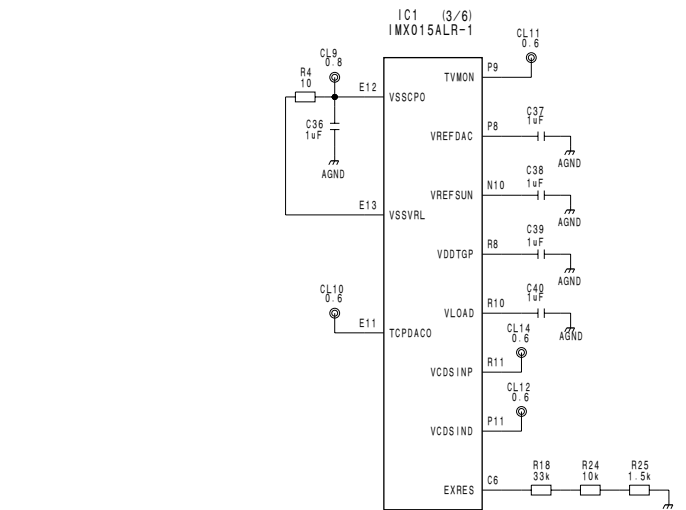 IC1 (3/6)
IMX015ALR-1
CL11
0.6
CL9
0.8
R4
10
P9
TVMON
E12
VSSCPO
C36
1uF
AGND
C37
1uF
P8
VREFDAC
AGND
C38
1uF
N10
VREFSUN
AGND
E13
VSSVRL
C39
1uF
R8
VDDTGP
AGND
CL10
0.6
C40
1uF
R10
VLOAD
AGND
E11
TCPDACO
CL14
0.6
R11
VCDSINP
CL12
0.6
P11
VCDSIND
R18
33k
R24
10k
R25
1.5k
C6
EXRES